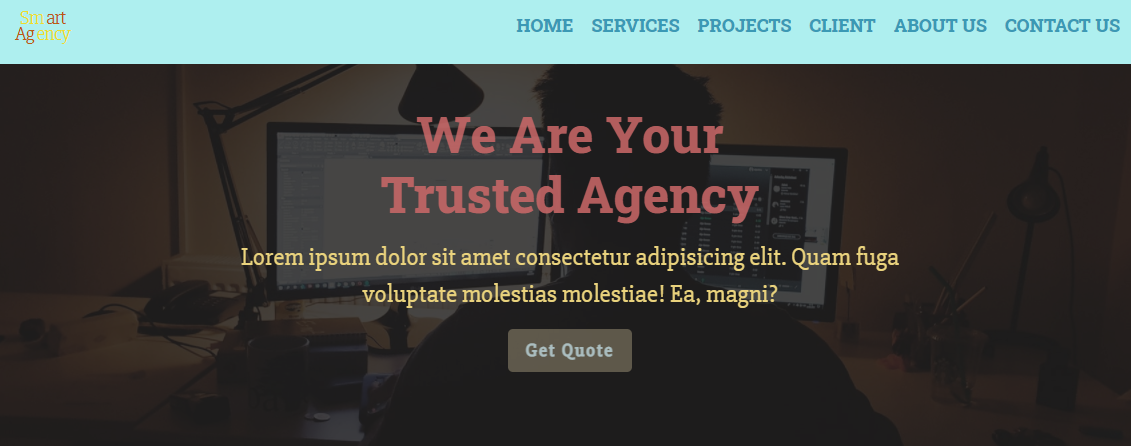 Smart
Agency
HOME SERVICES PROJECTS CLIENT ABOUT US CONTACT US
We Are Your
Trusted Agency
Lorem ipsum dolor sit amet consectetur adipisicing elit. Quam fuga
voluptate molestias molestiae! Ea, magni?
Get Quote